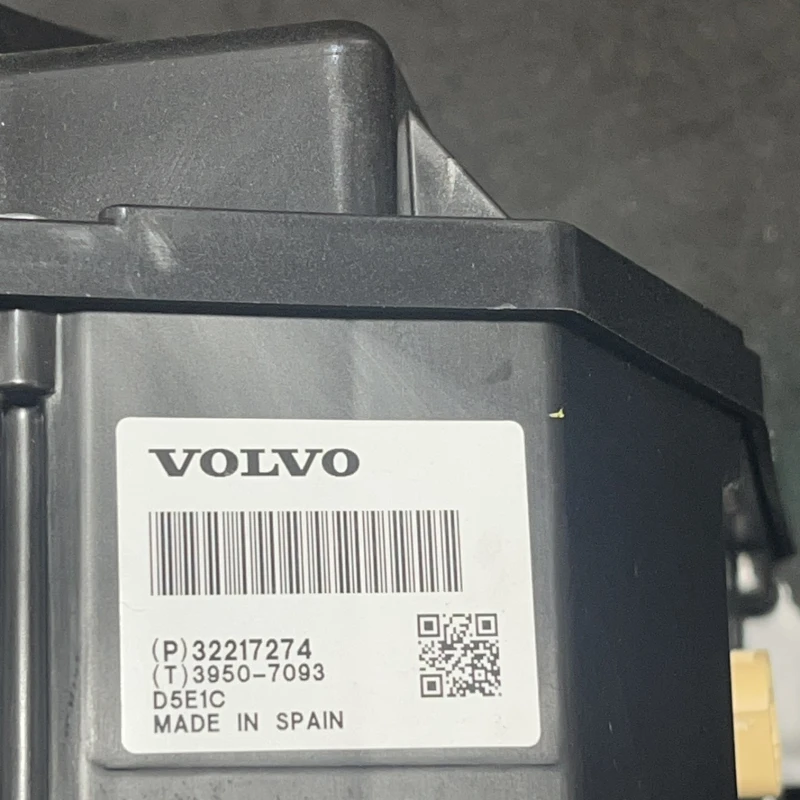 VOLVO
(P)32217274
(T)3950-7093
D5E1C
MADE IN SPAIN